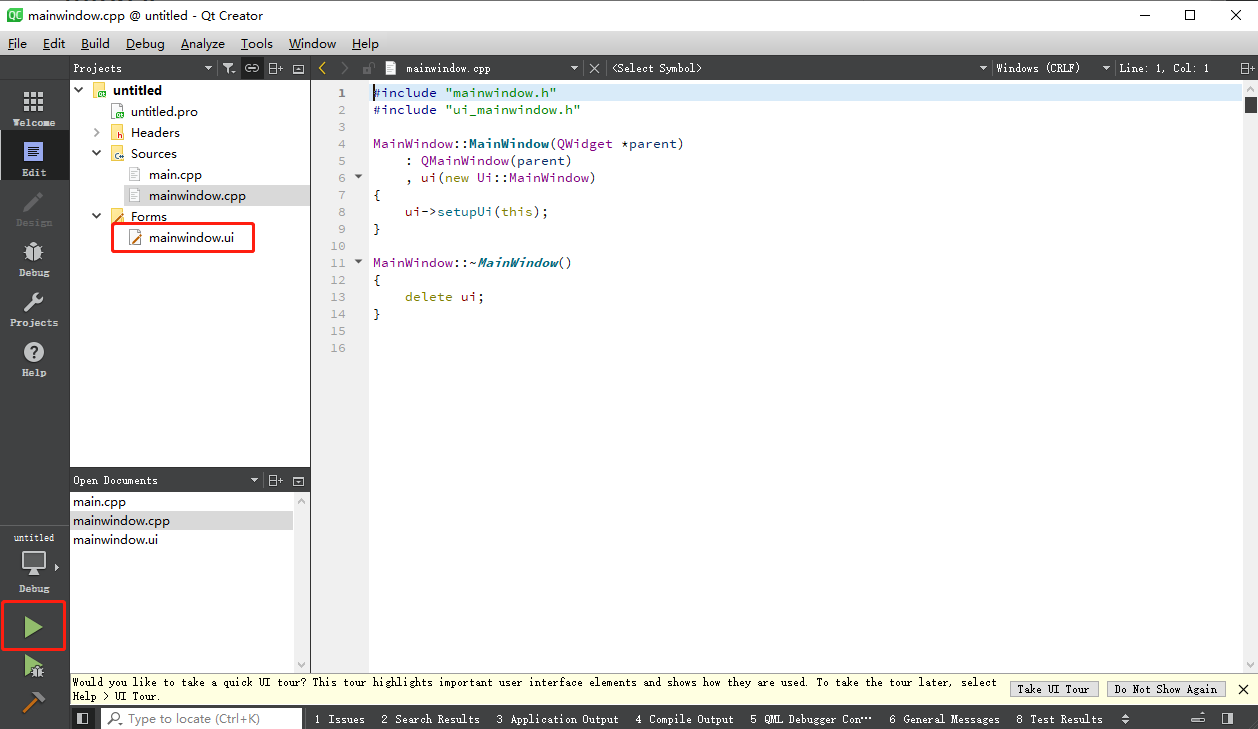 mainwindow.cpp @ untitled - Qt Creator
File Edit Build Debug Analyze Tools Window Help
Projects
mainwindow.cpp
<Select Symbol>
Windows (CRLF)
Line: 1, Col: 1
Welcome
Edit
Design
Debug
Projects
Help
untitled
untitled.pro
Headers
Sources
main.cpp
mainwindow.cpp
Forms
mainwindow.ui
1 #include "mainwindow.h"
2 #include "ui_mainwindow.h"
3
4 MainWindow::MainWindow(QWidget *parent)
5 : QMainWindow(parent)
6 , ui(new Ui::MainWindow)
7 {
8 ui->setupUi(this);
9 }
10
11 MainWindow::~MainWindow()
12 {
13 delete ui;
14 }
15
16
Open Documents
main.cpp
mainwindow.cpp
mainwindow.ui
untitled
Debug
Would you like to take a quick UI tour? This tour highlights important user interface elements and shows how they are used. To take the tour later, select
Help > UI Tour.
Take UI Tour
Do Not Show Again
Type to locate (Ctrl+K)
1 Issues 2 Search Results 3 Application Output 4 Compile Output 5 QML Debugger Con… 6 General Messages 8 Test Results